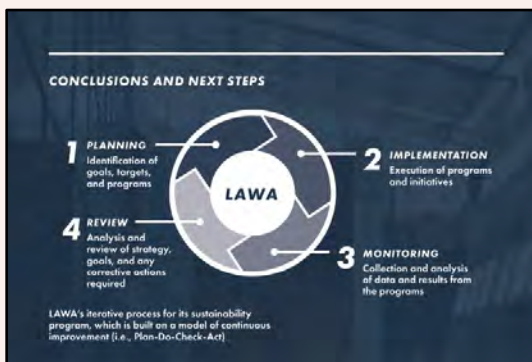 CONCLUSIONS AND NEXT STEPS
1 PLANNING
Identification of
goals, targets,
and programs
2 IMPLEMENTATION
Execution of programs
and initiatives
LAWA
4 REVIEW
Analysis and
review of strategy,
goals, and any
corrective actions
required
3 MONITORING
Collection and analysis
of data and results from
the programs
LAWA's iterative process for its sustainability
program, which is built on a model of continuous
improvement (i.e., Plan-Do-Check-Act)